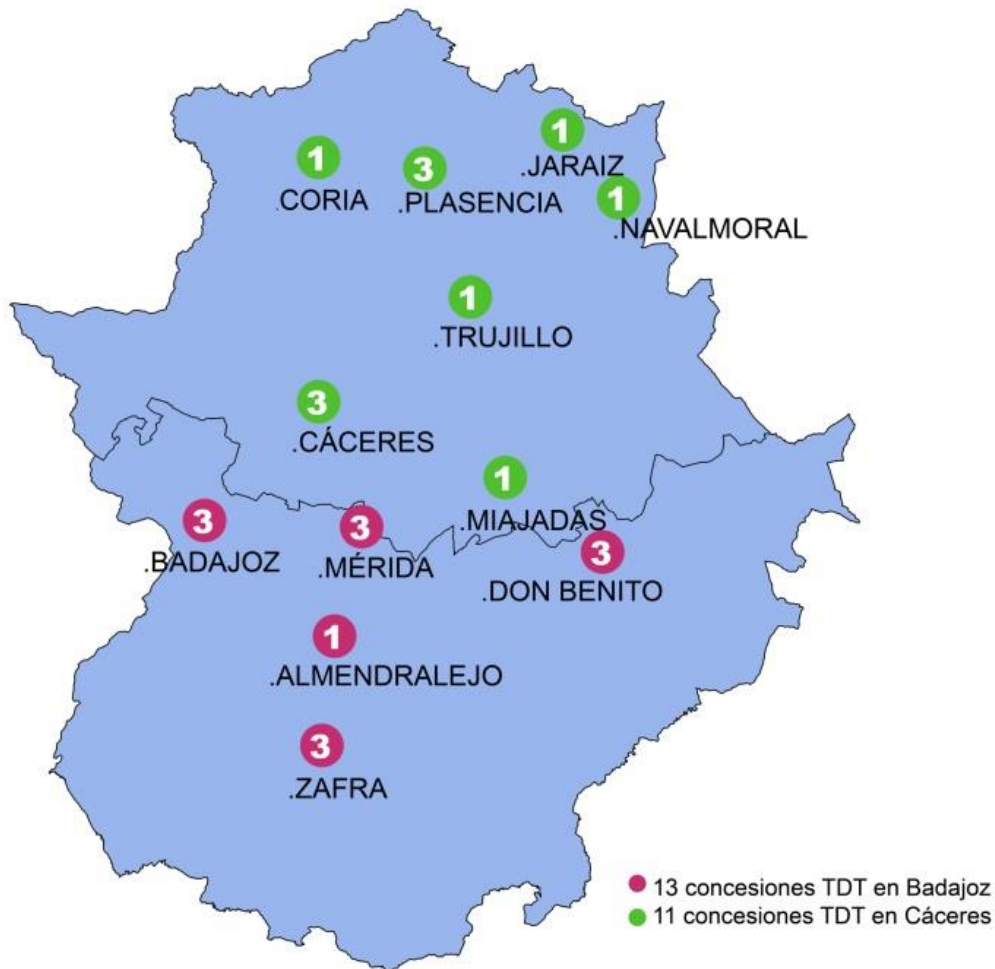 1
.JARAIZ
1
.CORIA
3
.PLASENCIA
1
.NAVALMORAL
1
.TRUJILLO
3
.CÁCERES
1
.MIAJADAS
3
.BADAJOZ
3
.MÉRIDA
3
.DON BENITO
1
.ALMENDRALEJO
3
.ZAFRA
13 concesiones TDT en Badajoz
11 concesiones TDT en Cáceres